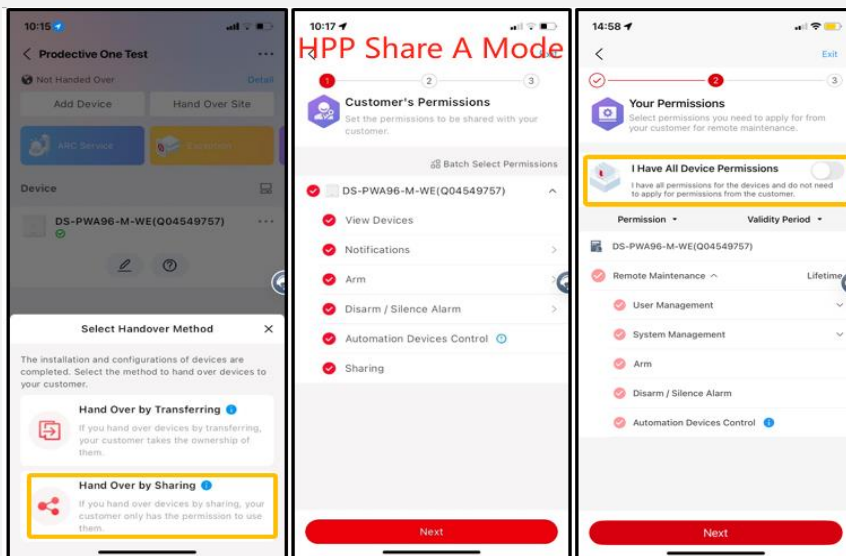 10:15
Prodective One Test
Not Handed Over
Detail
Add Device
Hand Over Site
ARC Service
Exception
Device
DS-PWA96-M-WE(Q04549757)
Select Handover Method
The installation and configurations of devices are
completed. Select the method to hand over devices to
your customer.
Hand Over by Transferring
If you hand over devices by transferring,
your customer takes the ownership of
them.
Hand Over by Sharing
If you hand over devices by sharing, your
customer only has the permission to use
them.
10:17
HPP Share A Mode
1
2
3
Customer's Permissions
Set the permissions to be shared with your
customer.
Batch Select Permissions
DS-PWA96-M-WE(Q04549757)
View Devices
Notifications
Arm
Disarm / Silence Alarm
Automation Devices Control
Sharing
Next
14:58
Exit
2
3
Your Permissions
Select permissions you need to apply for from
your customer for remote maintenance.
I Have All Device Permissions
I have all permissions for the devices and do not need
to apply for permissions from the customer.
Permission
Validity Period
DS-PWA96-M-WE(Q04549757)
Remote Maintenance
Lifetime
User Management
System Management
Arm
Disarm / Silence Alarm
Automation Devices Control
Next